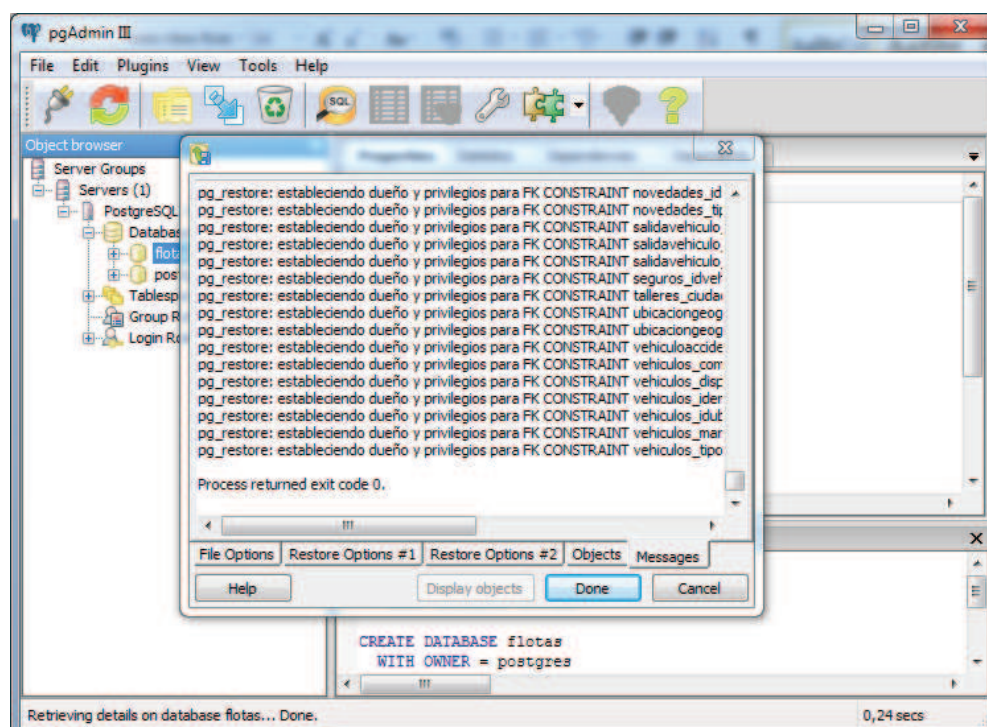 pgAdmin III
File Edit Plugins View Tools Help
SQL
Object browser
Server Groups
Servers (1)
PostgreSQL
Databas
flota
post
Tablesp
Group R
Login Ro
pg_restore: estableciendo dueño y privilegios para FK CONSTRAINT novedades_id
pg_restore: estableciendo dueño y privilegios para FK CONSTRAINT novedades_tip
pg_restore: estableciendo dueño y privilegios para FK CONSTRAINT salidavehiculo_
pg_restore: estableciendo dueño y privilegios para FK CONSTRAINT salidavehiculo_
pg_restore: estableciendo dueño y privilegios para FK CONSTRAINT salidavehiculo_
pg_restore: estableciendo dueño y privilegios para FK CONSTRAINT seguros_idveh
pg_restore: estableciendo dueño y privilegios para FK CONSTRAINT talleres_ciudad
pg_restore: estableciendo dueño y privilegios para FK CONSTRAINT ubicaciongeog
pg_restore: estableciendo dueño y privilegios para FK CONSTRAINT ubicaciongeog
pg_restore: estableciendo dueño y privilegios para FK CONSTRAINT vehiculoaccide
pg_restore: estableciendo dueño y privilegios para FK CONSTRAINT vehiculos_com
pg_restore: estableciendo dueño y privilegios para FK CONSTRAINT vehiculos_disp
pg_restore: estableciendo dueño y privilegios para FK CONSTRAINT vehiculos_iden
pg_restore: estableciendo dueño y privilegios para FK CONSTRAINT vehiculos_idub
pg_restore: estableciendo dueño y privilegios para FK CONSTRAINT vehiculos_mar
pg_restore: estableciendo dueño y privilegios para FK CONSTRAINT vehiculos_tipo
Process returned exit code 0.
File Options Restore Options #1 Restore Options #2 Objects Messages
Help Display objects Done Cancel
CREATE DATABASE flotas
WITH OWNER = postgres
Retrieving details on database flotas... Done. 0,24 secs